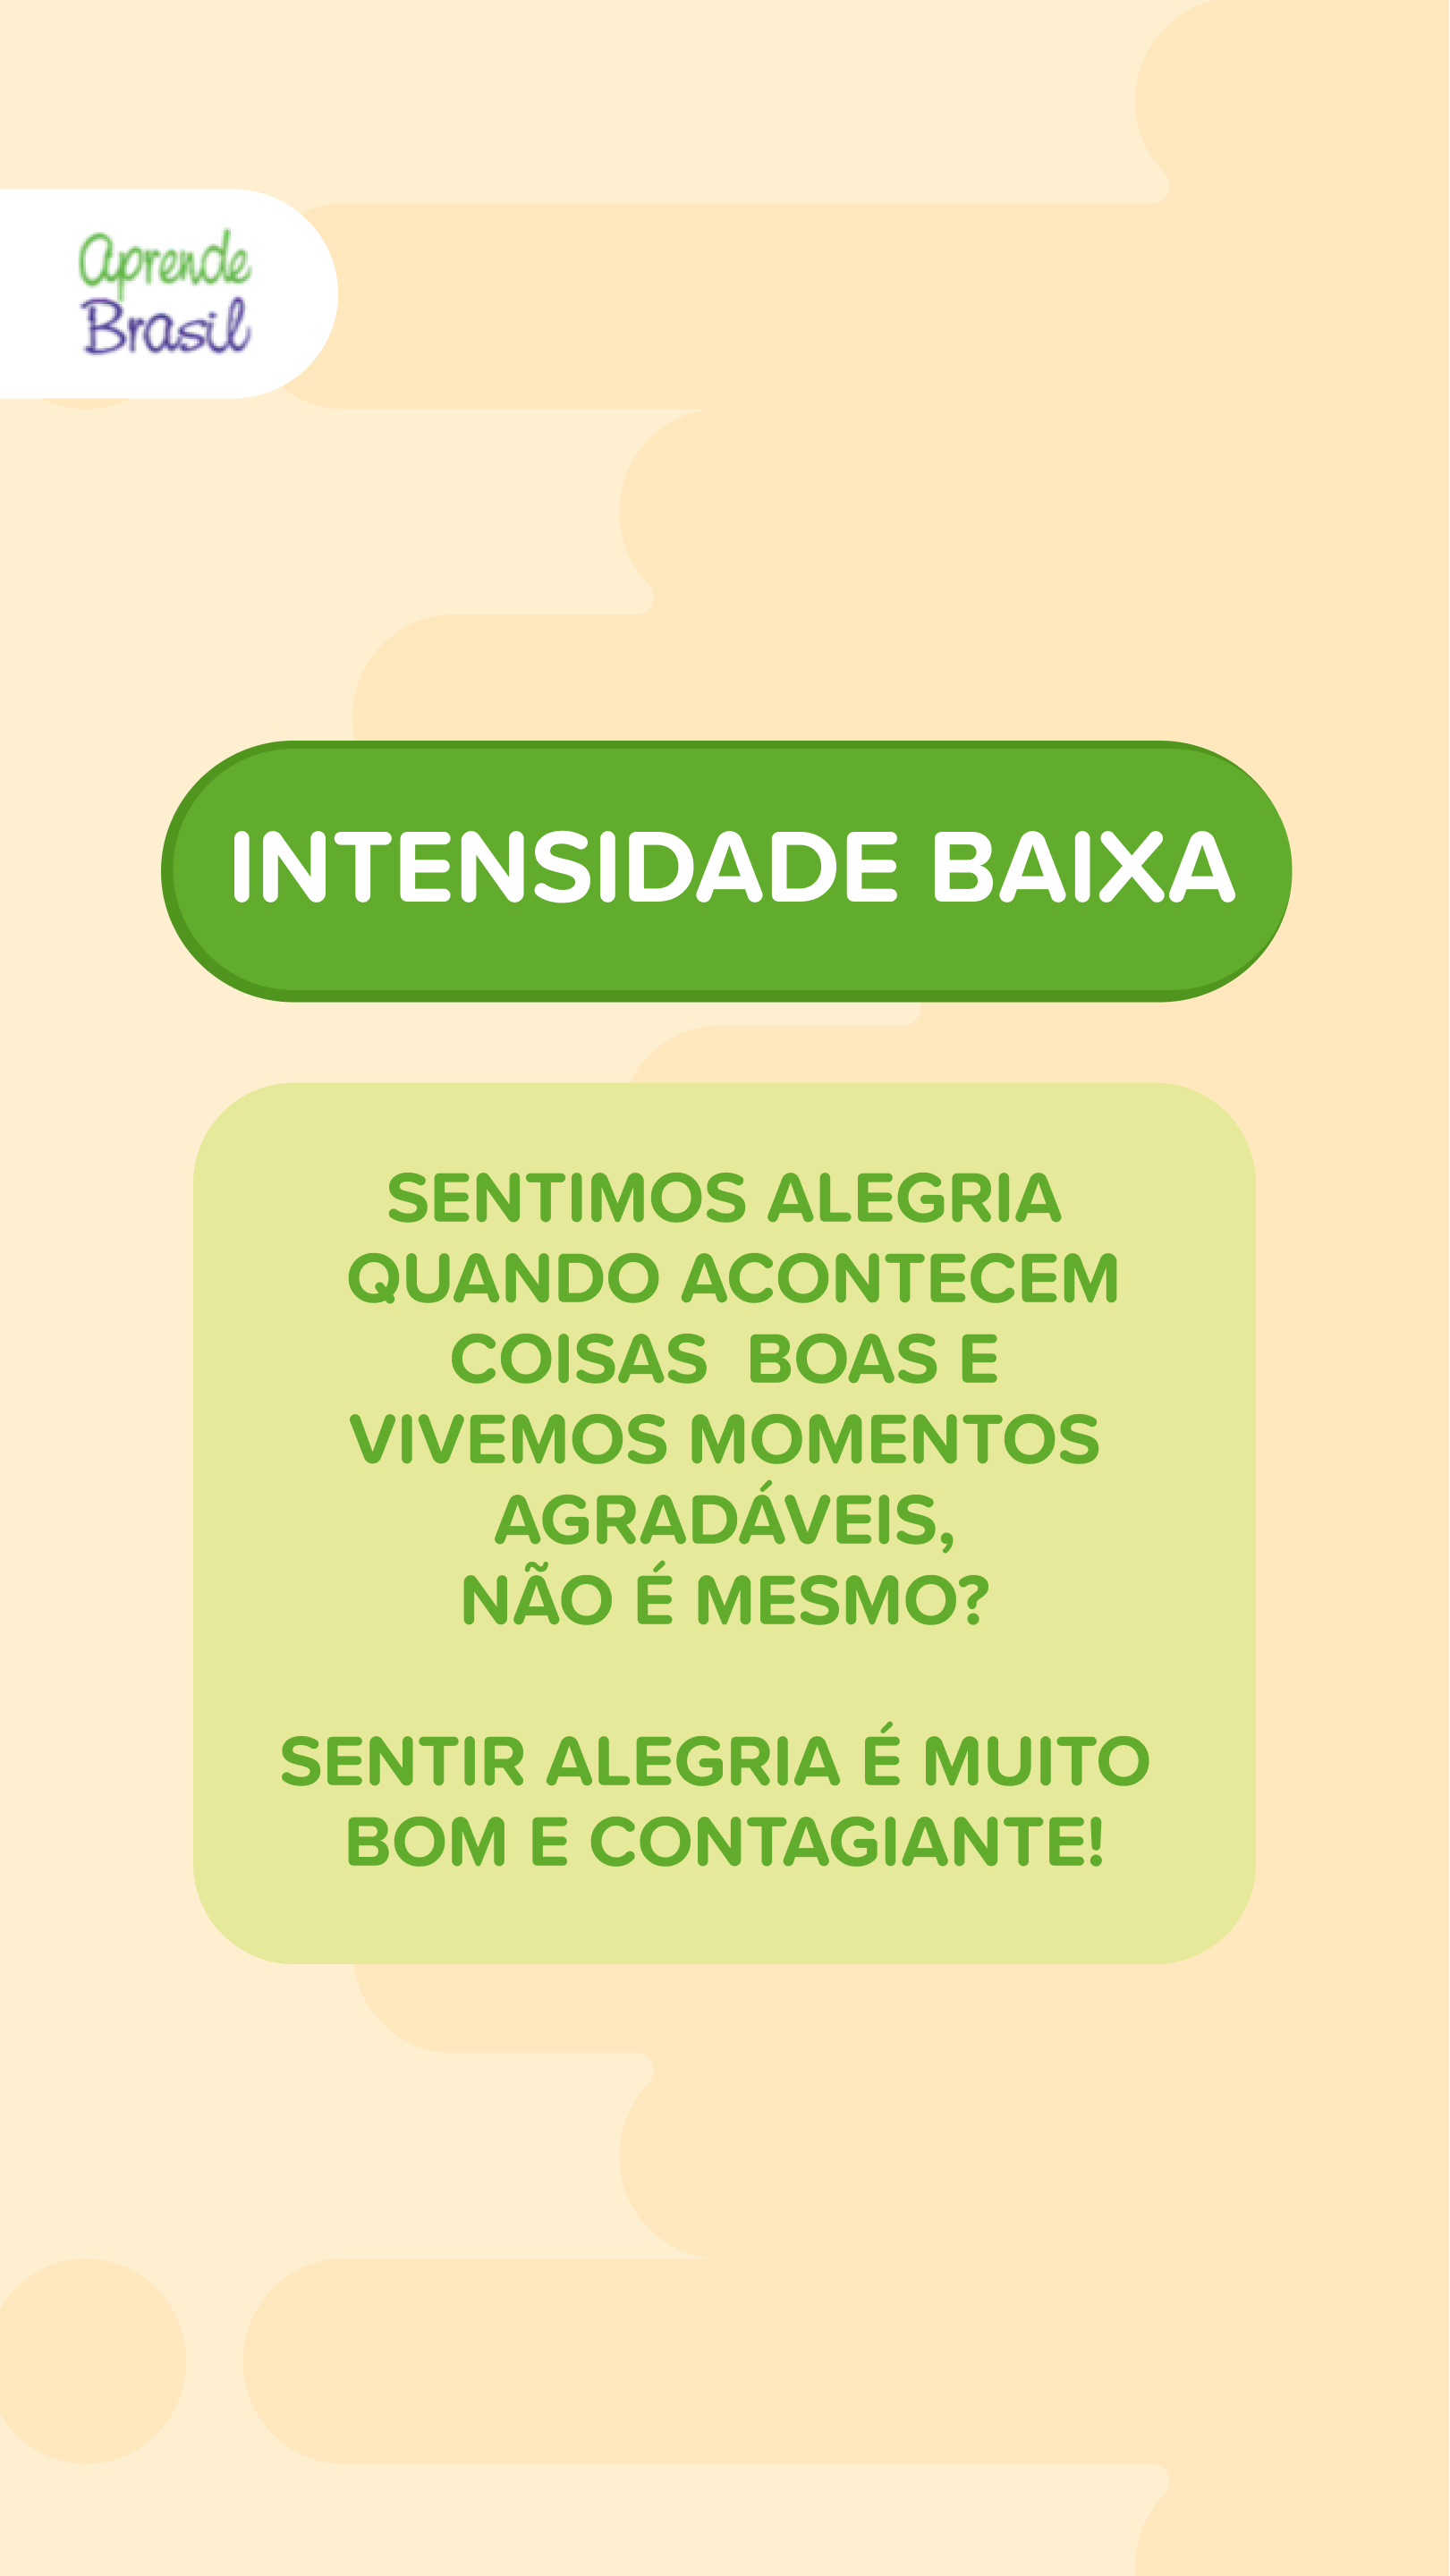 aprende
Brasil
INTENSIDADE BAIXA
SENTIMOS ALEGRIA
QUANDO ACONTECEM
COISAS  BOAS E
VIVEMOS MOMENTOS
AGRADÁVEIS,
NÃO É MESMO?
SENTIR ALEGRIA É MUITO
BOM E CONTAGIANTE!